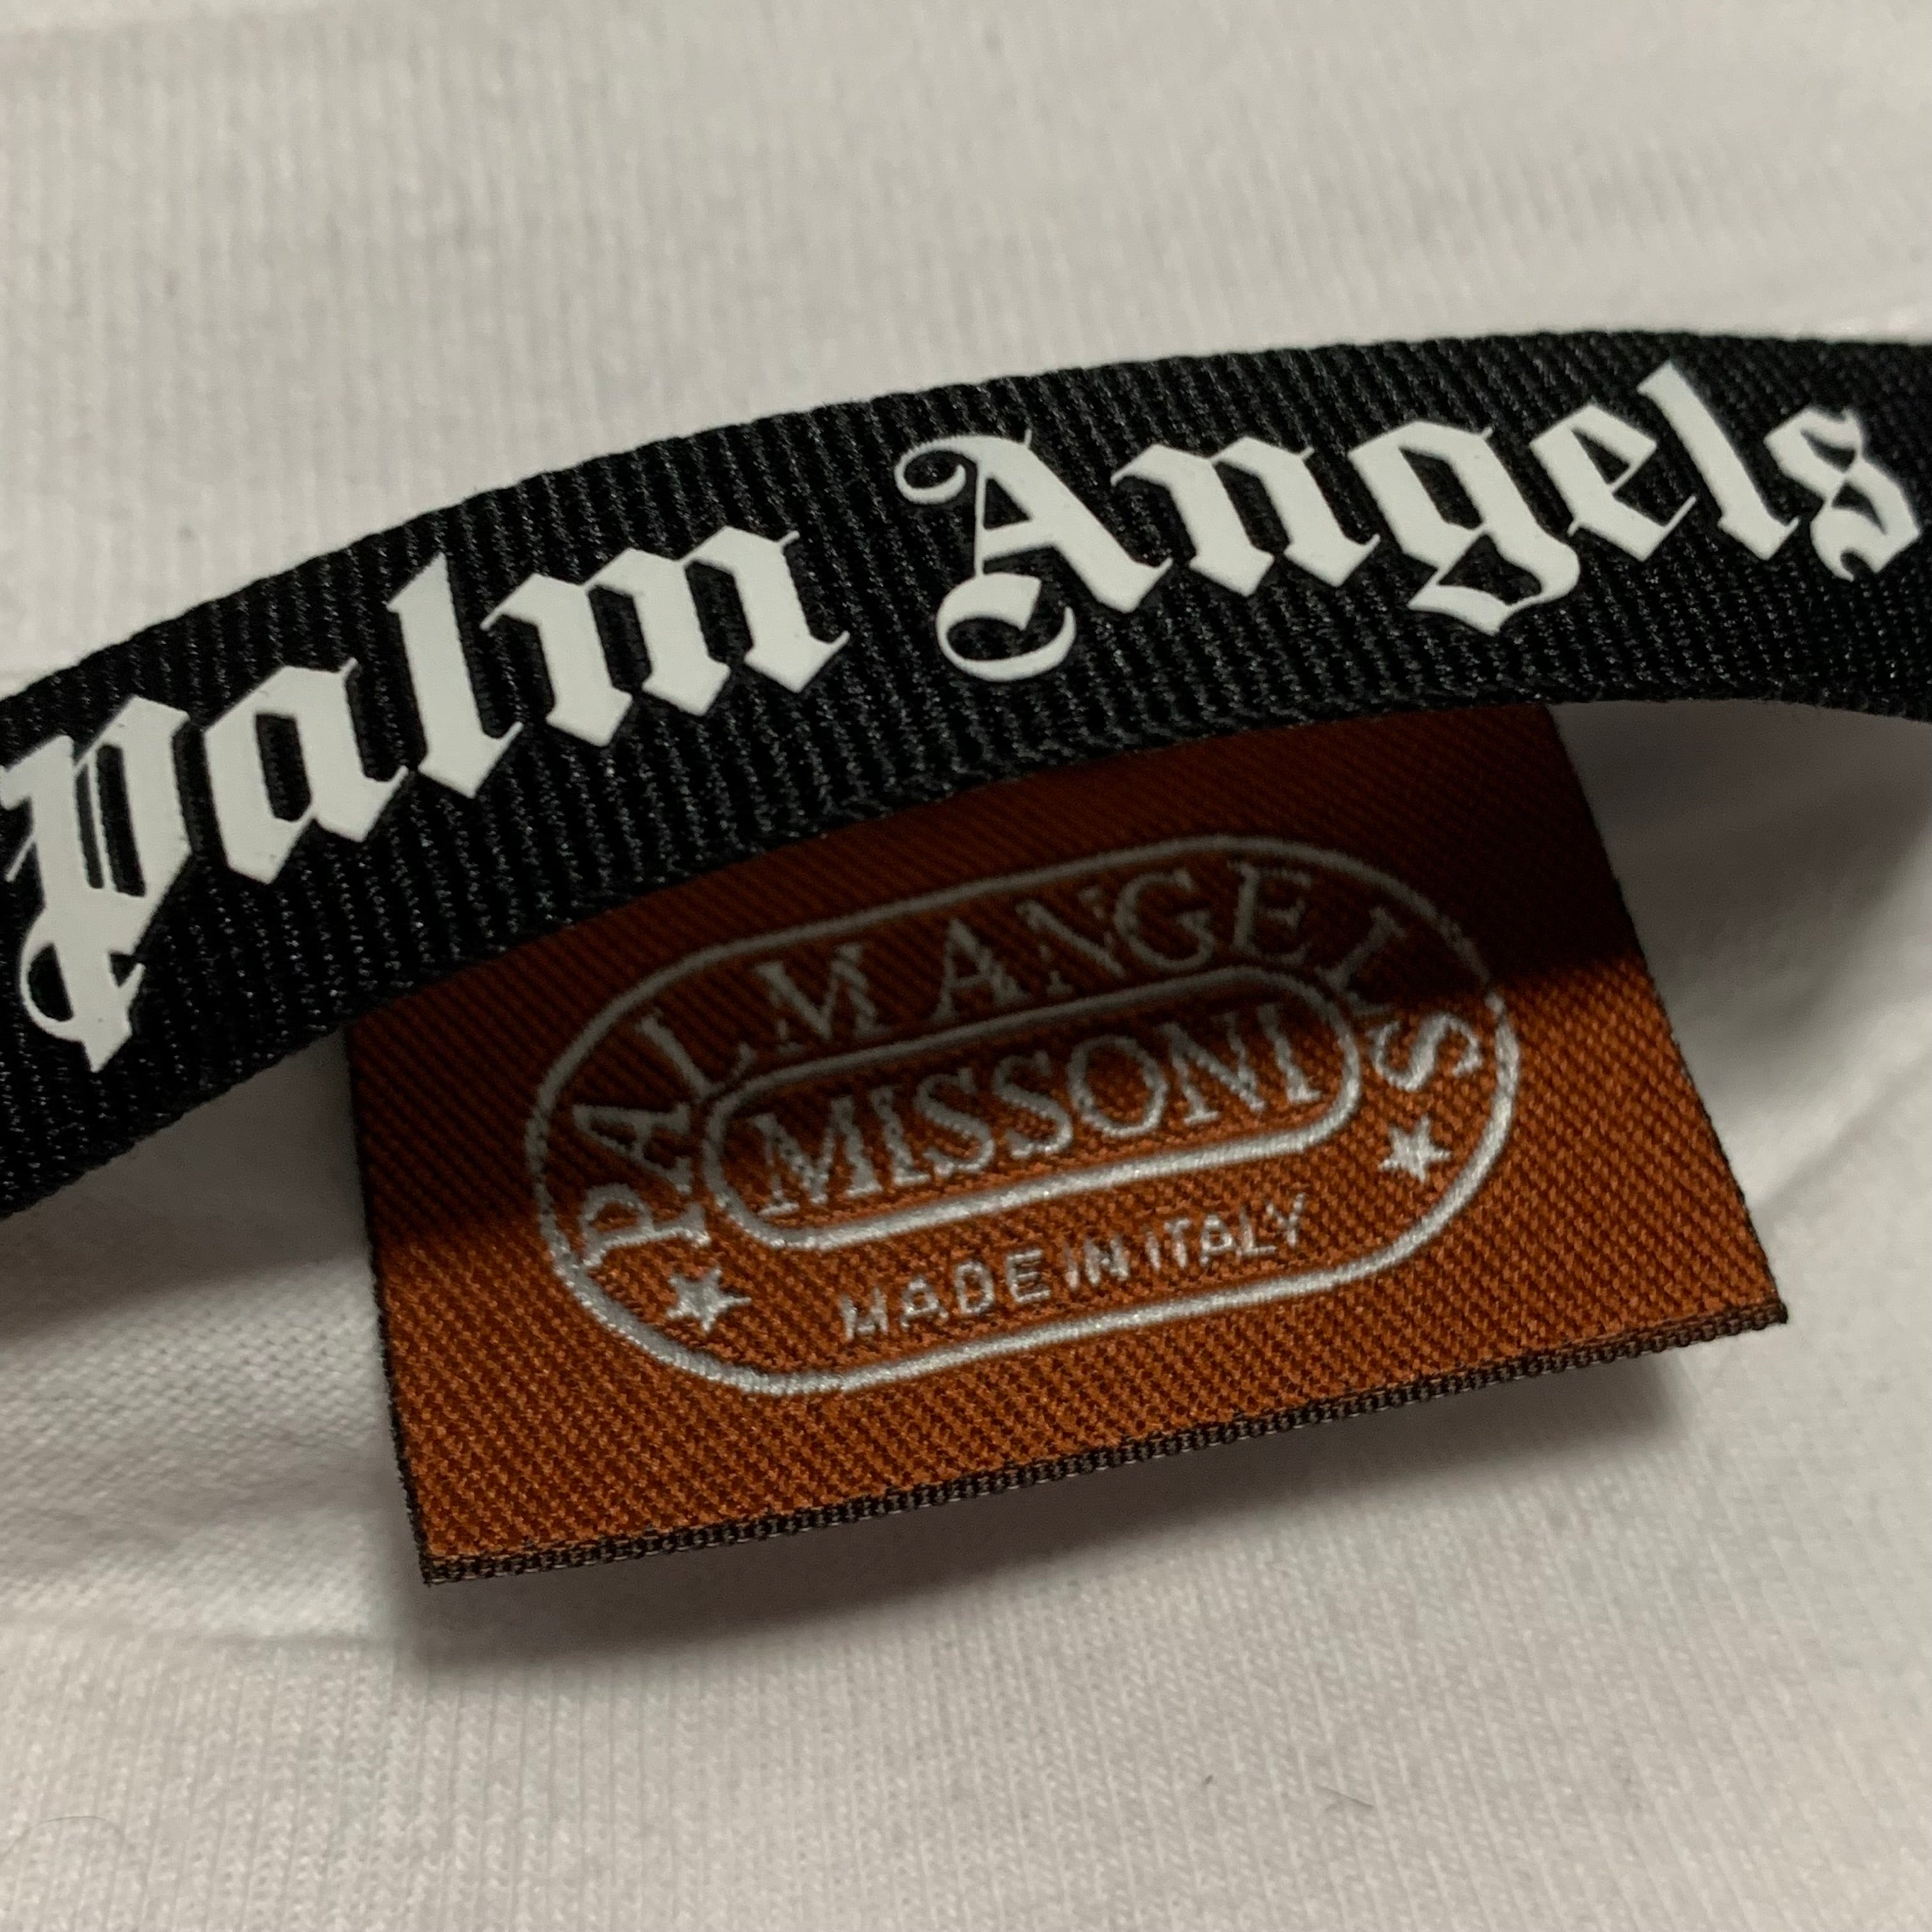 Palm Angels
PALM ANGELS
MISSONI
MADE IN ITALY